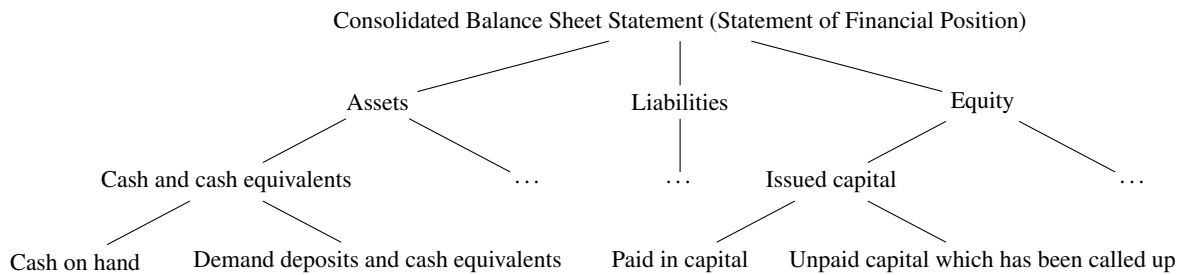 Consolidated Balance Sheet Statement (Statement of Financial Position)
Assets
Liabilities
Equity
Cash and cash equivalents
...
...
Issued capital
...
Cash on hand
Demand deposits and cash equivalents
Paid in capital
Unpaid capital which has been called up